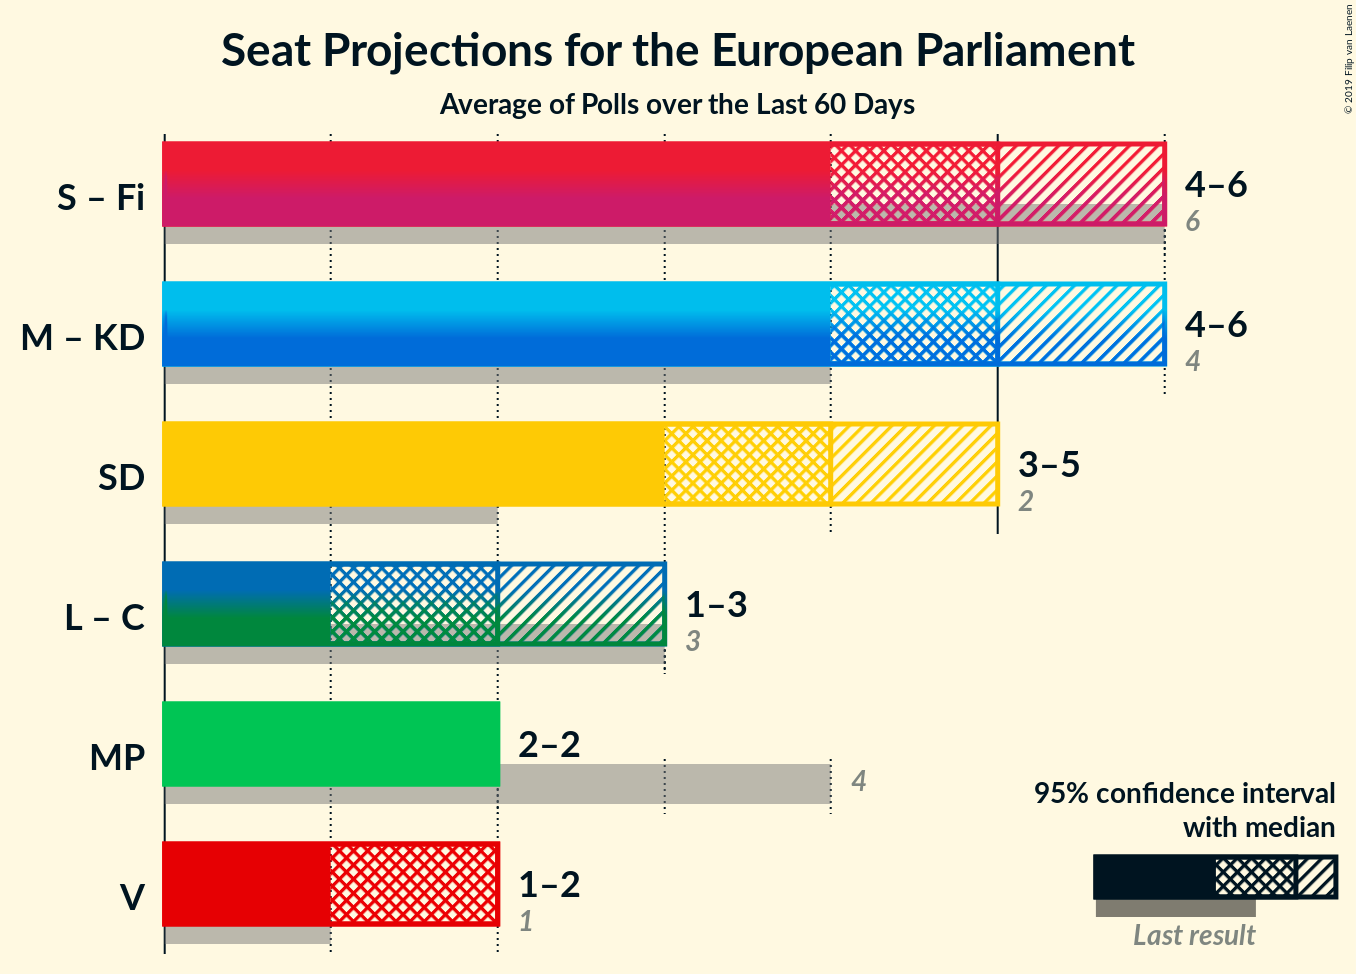 Seat Projections for the European Parliament
Average of Polls over the Last 60 Days
© 2019 Filip van Laenen
S – Fi
4–6
6
M – KD
4–6
4
SD
3–5
2
L – C
1–3
3
MP
2–2
4
V
1–2
1
95% confidence interval
with median
Last result